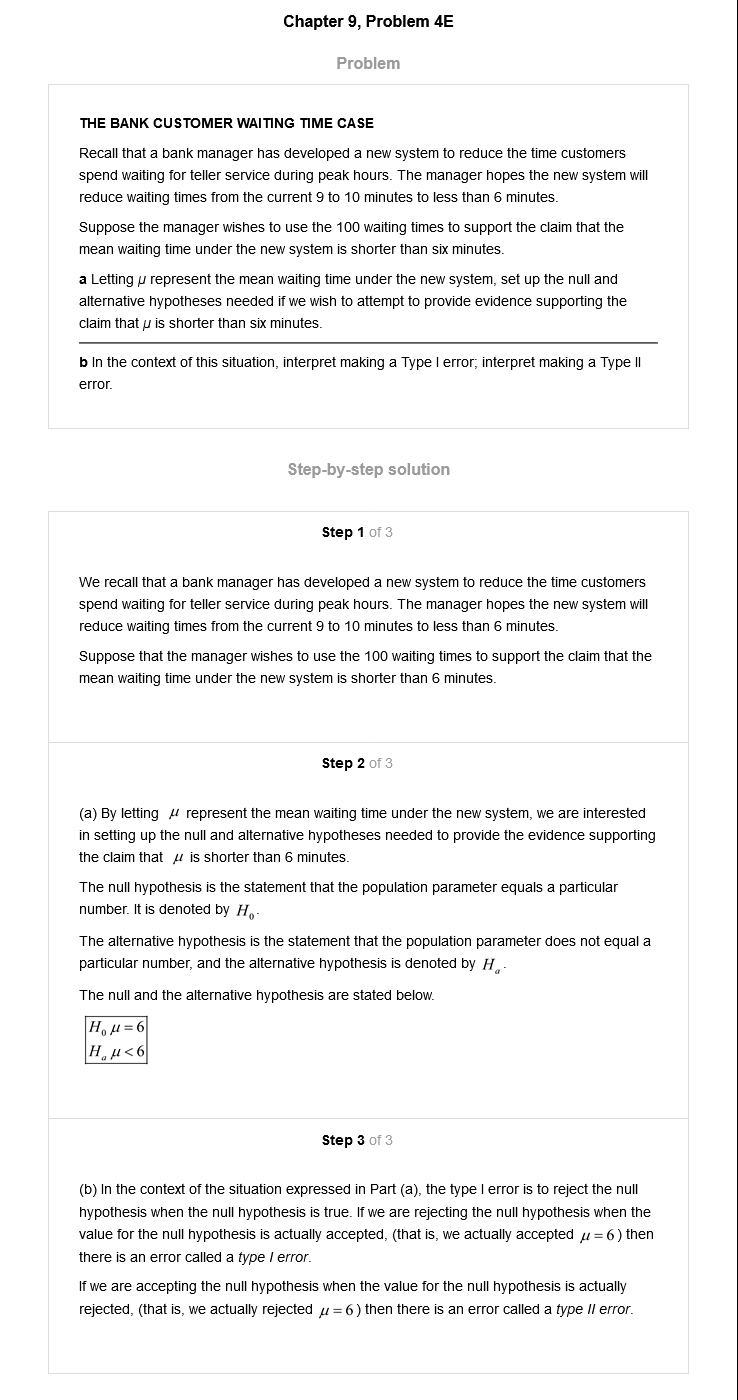 Chapter 9, Problem 4E
Problem
THE BANK CUSTOMER WAITING TIME CASE
Recall that a bank manager has developed a new system to reduce the time customers
spend waiting for teller service during peak hours. The manager hopes the new system will
reduce waiting times from the current 9 to 10 minutes to less than 6 minutes.
Suppose the manager wishes to use the 100 waiting times to support the claim that the
mean waiting time under the new system is shorter than six minutes.
a Letting μ represent the mean waiting time under the new system, set up the null and
alternative hypotheses needed if we wish to attempt to provide evidence supporting the
claim that μ is shorter than six minutes.
b In the context of this situation, interpret making a Type I error; interpret making a Type II
error.
Step-by-step solution
Step 1 of 3
We recall that a bank manager has developed a new system to reduce the time customers
spend waiting for teller service during peak hours. The manager hopes the new system will
reduce waiting times from the current 9 to 10 minutes to less than 6 minutes.
Suppose that the manager wishes to use the 100 waiting times to support the claim that the
mean waiting time under the new system is shorter than 6 minutes.
Step 2 of 3
(a) By letting μ represent the mean waiting time under the new system, we are interested
in setting up the null and alternative hypotheses needed to provide the evidence supporting
the claim that μ is shorter than 6 minutes.
The null hypothesis is the statement that the population parameter equals a particular
number. It is denoted by H₀.
The alternative hypothesis is the statement that the population parameter does not equal a
particular number, and the alternative hypothesis is denoted by Hₐ.
The null and the alternative hypothesis are stated below.
H₀ μ = 6
Hₐ μ < 6
Step 3 of 3
(b) In the context of the situation expressed in Part (a), the type I error is to reject the null
hypothesis when the null hypothesis is true. If we are rejecting the null hypothesis when the
value for the null hypothesis is actually accepted, (that is, we actually accepted μ = 6) then
there is an error called a type I error.
If we are accepting the null hypothesis when the value for the null hypothesis is actually
rejected, (that is, we actually rejected μ = 6) then there is an error called a type II error.